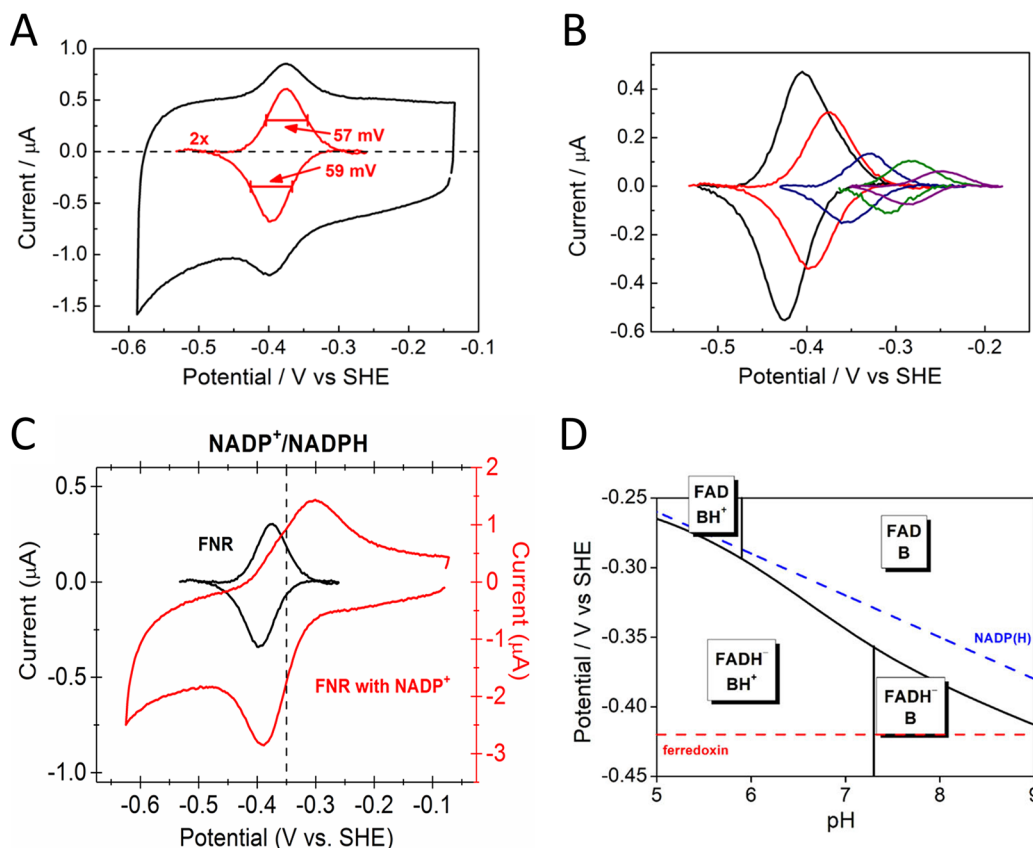 A
1.0
0.5
0.0
-0.5
-1.0
-1.5
Current / µA
2x
57 mV
59 mV
-0.6
-0.5
-0.4
-0.3
-0.2
-0.1
Potential / V vs SHE
B
0.4
0.2
0.0
-0.2
-0.4
-0.6
Current / µA
-0.5
-0.4
-0.3
-0.2
Potential / V vs SHE
C
NADP⁺/NADPH
0.5
0.0
-0.5
-1.0
Current (µA)
FNR
FNR with NADP⁺
2
1
0
-1
-2
-3
Current (µA)
-0.6
-0.5
-0.4
-0.3
-0.2
-0.1
Potential (V vs. SHE)
D
-0.25
-0.30
-0.35
-0.40
-0.45
Potential / V vs SHE
FAD
BH⁺
FAD
B
NADP(H)
FADH⁻
BH⁺
FADH⁻
B
ferredoxin
5
6
7
8
9
pH